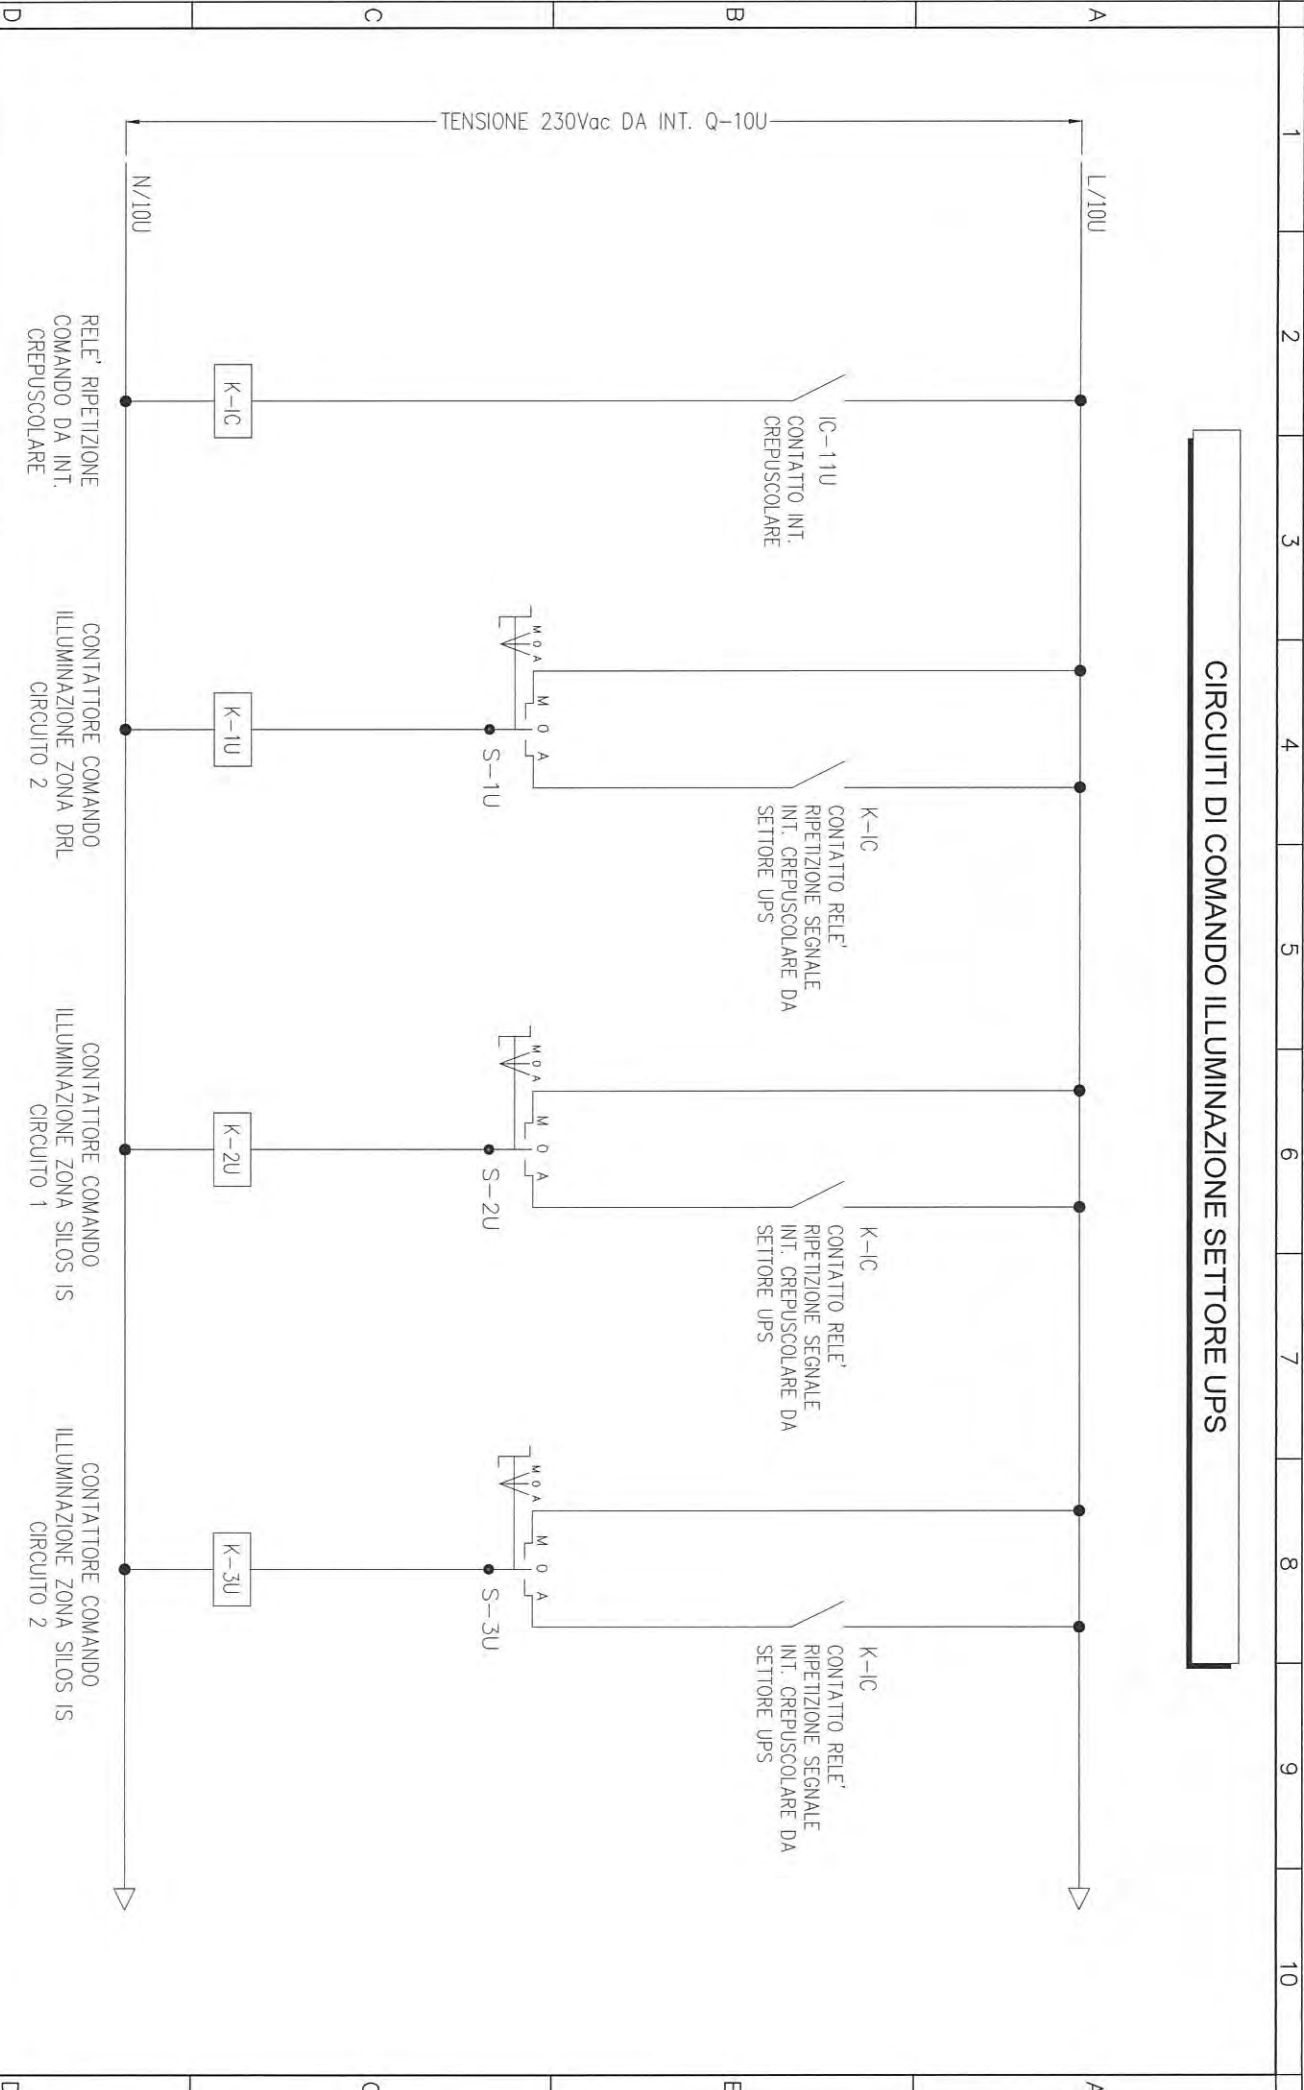 1
2
3
4
5
6
7
8
9
10
A
B
C
D
CIRCUITI DI COMANDO ILLUMINAZIONE SETTORE UPS
L/10U
TENSIONE 230Vac DA INT. Q-10U
N/10U
IC-11U
CONTATTO INT.
CREPUSCOLARE
K-IC
RELE' RIPETIZIONE
COMANDO DA INT.
CREPUSCOLARE
K-IC
CONTATTO RELE'
RIPETIZIONE SEGNALE
INT. CREPUSCOLARE DA
SETTORE UPS
M O A
M O A
S-1U
K-1U
CONTATTORE COMANDO
ILLUMINAZIONE ZONA DRL
CIRCUITO 2
K-IC
CONTATTO RELE'
RIPETIZIONE SEGNALE
INT. CREPUSCOLARE DA
SETTORE UPS
M O A
M O A
S-2U
K-2U
CONTATTORE COMANDO
ILLUMINAZIONE ZONA SILOS IS
CIRCUITO 1
K-IC
CONTATTO RELE'
RIPETIZIONE SEGNALE
INT. CREPUSCOLARE DA
SETTORE UPS
M O A
M O A
S-3U
K-3U
CONTATTORE COMANDO
ILLUMINAZIONE ZONA SILOS IS
CIRCUITO 2